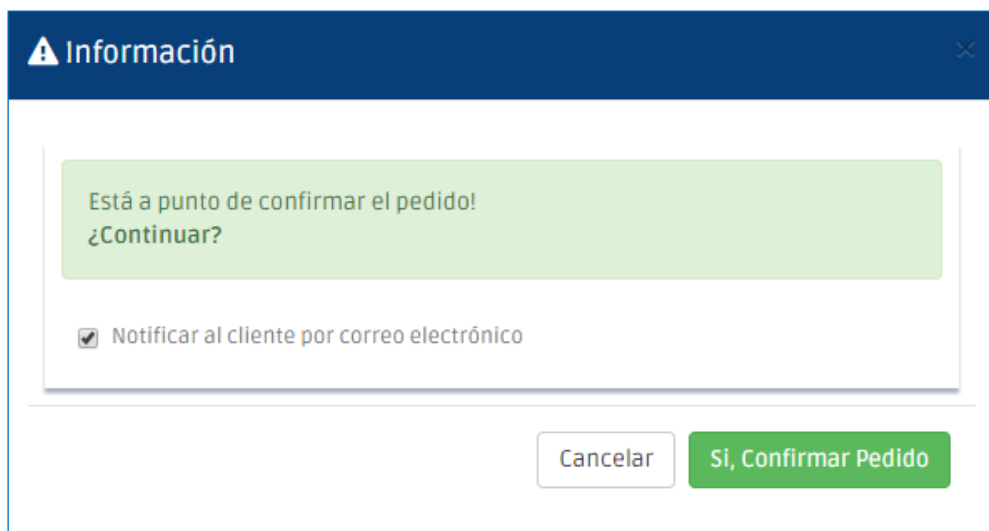 Información
Está a punto de confirmar el pedido!
¿Continuar?
Notificar al cliente por correo electrónico
Cancelar
Si, Confirmar Pedido